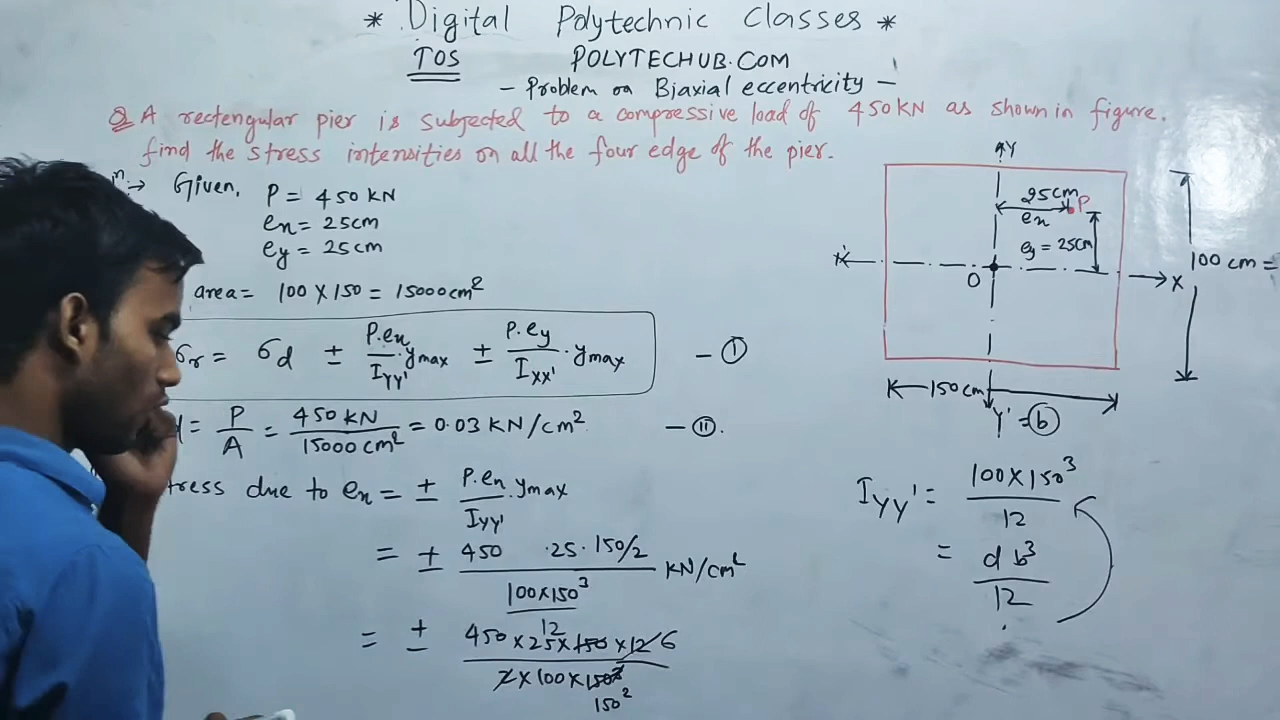 * Digital Polytechnic Classes *
TOS POLYTECHUB.COM
- Problem on Biaxial eccentricity -
Q A rectengular pier is subjected to a compressive load of 450 KN as shown in figure.
find the stress intensities on all the four edge of the pier.
Given, P = 450 KN
ex = 25cm
ey = 25cm
area = 100 X 150 = 15000 cm²
σr = σd ± P.ex/IYY' . ymax ± P.ey/IXX' . ymax - (I)
= P/A = 450 KN/15000 cm² = 0.03 KN/cm² - (II).
tress due to ex = ± P.ex/IYY' . ymax
= ± 450 .25. 150/2 / 100x150³/12 KN/cm²
= ± 450 x 25 x 150 x 12 6 / 2 x 100 x 150³ 150²
Y
25cm
P
ex
ey = 25cm
X'
O
X
100 cm =
150 cm
Y' = (b)
IYY' = 100 x 150³/12
= d b³/12